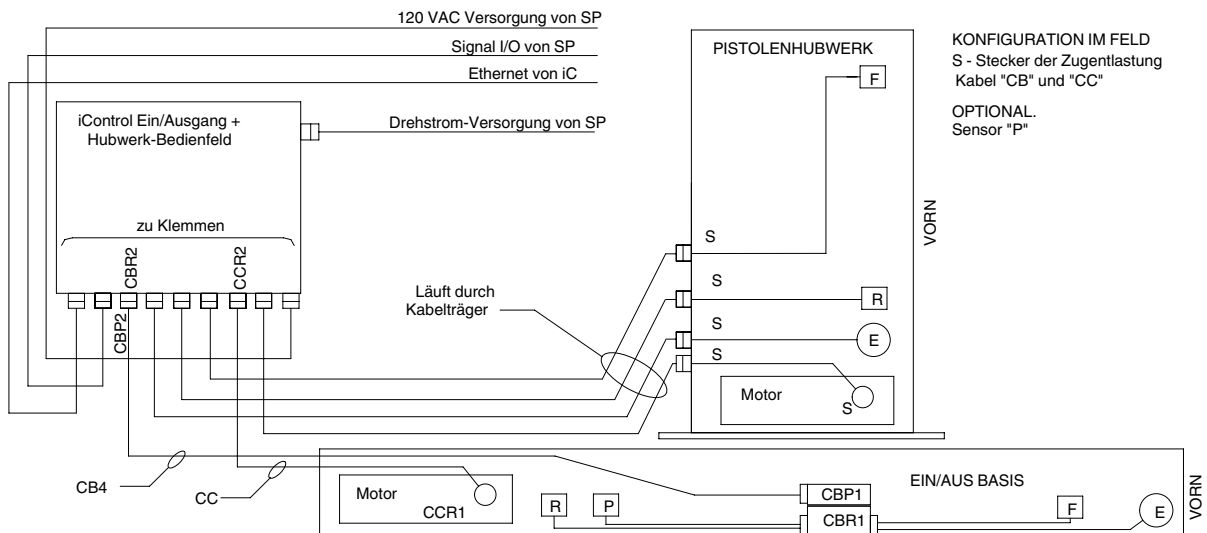 120 VAC Versorgung von SP
Signal I/O von SP
Ethernet von iC
iControl Ein/Ausgang +
Hubwerk-Bedienfeld
Drehstrom-Versorgung von SP
zu Klemmen
CBR2
CCR2
CBP2
Läuft durch
Kabelträger
PISTOLENHUBWERK
F
S
S
R
S
E
S
Motor
S
VORN
KONFIGURATION IM FELD
S - Stecker der Zugentlastung
Kabel "CB" und "CC"
OPTIONAL.
Sensor "P"
CB4
CC
Motor
CCR1
R
P
CBP1
CBR1
EIN/AUS BASIS
F
E
VORN